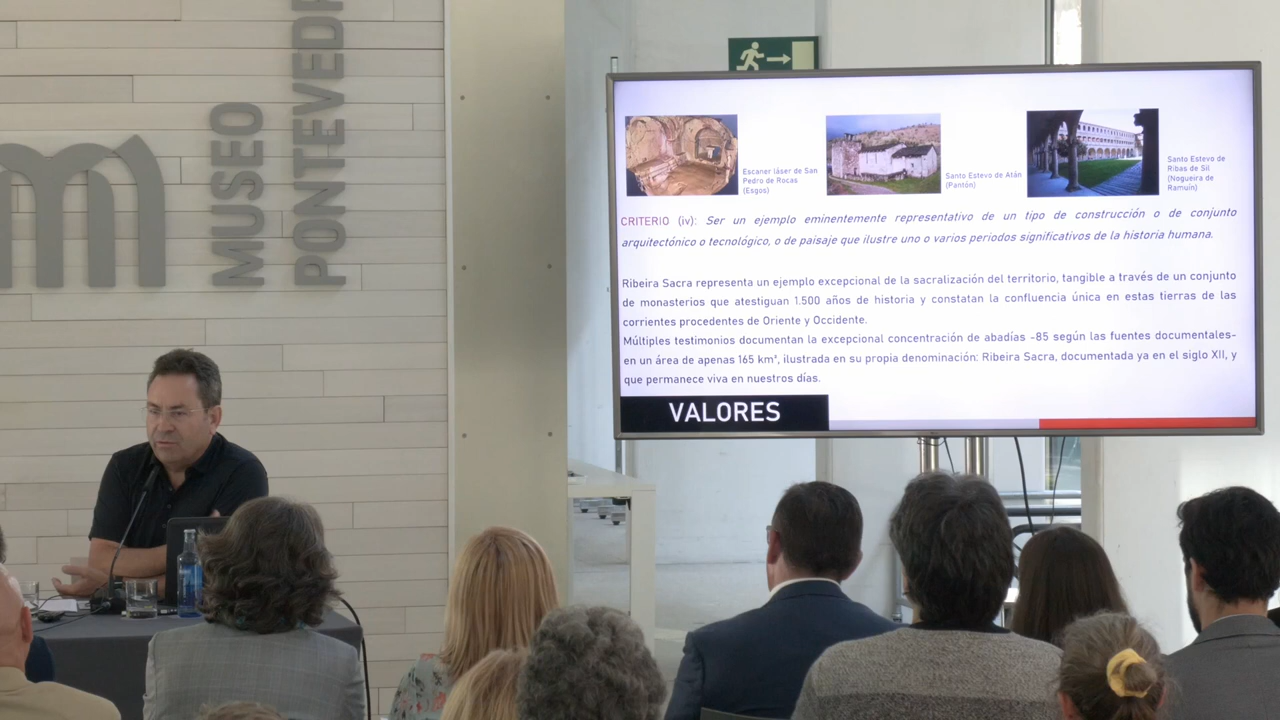 MUSEO
PONTEVEDR
Escaner láser de San
Pedro de Rocas
(Esgos)
Santo Estevo de Atán
(Pantón)
Santo Estevo de
Ribas de Sil
(Nogueira de
Ramuín)
CRITERIO (iv): Ser un ejemplo eminentemente representativo de un tipo de construcción o de conjunto
arquitectónico o tecnológico, o de paisaje que ilustre uno o varios periodos significativos de la historia humana.
Ribeira Sacra representa un ejemplo excepcional de la sacralización del territorio, tangible a través de un conjunto
de monasterios que atestiguan 1.500 años de historia y constatan la confluencia única en estas tierras de las
corrientes procedentes de Oriente y Occidente.
Múltiples testimonios documentan la excepcional concentración de abadías -85 según las fuentes documentales-
en un área de apenas 165 km², ilustrada en su propia denominación: Ribeira Sacra, documentada ya en el siglo XII, y
que permanece viva en nuestros días.
VALORES